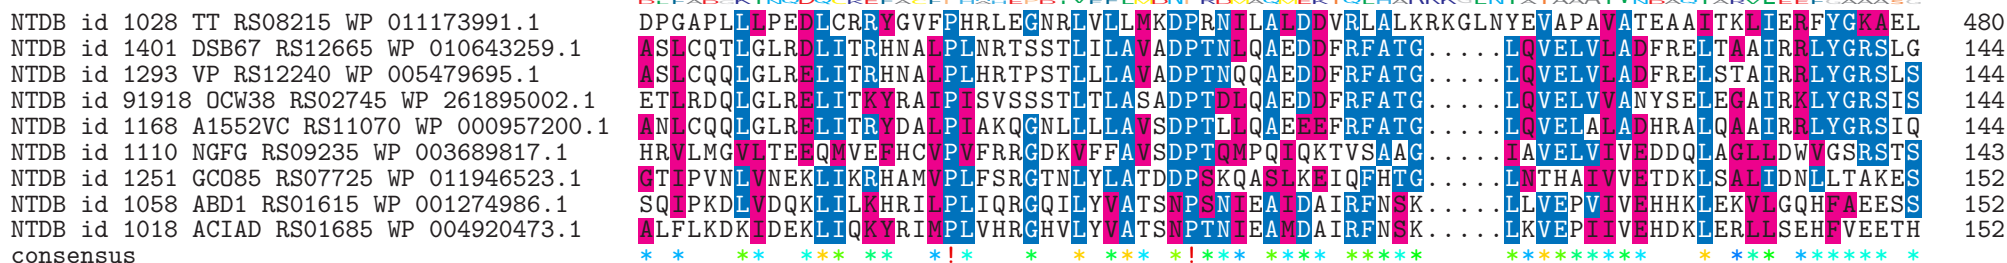 NTDB id 1028 TT RS08215 WP 011173991.1 DPGAPLLLPEDLCRRYGVFPHRLEGNRLVLLMKDPRNILALDDVRLALKRKGLNYEVAPAVATEAAITKLIERFYGKAEL 480
NTDB id 1401 DSB67 RS12665 WP 010643259.1 ASLCQTLGLRDLITRHNALPLNRTSSTLILAVADPTNLQAEDDFRFATG.....LQVELVLADFRELTAAIRRLYGRSLG 144
NTDB id 1293 VP RS12240 WP 005479695.1 ASLCQQLGLRELITRHNALPLHRTPSTLLLAVADPTNQQAEDDFRFATG.....LQVELVLADFRELSTAIRRLYGRSLS 144
NTDB id 91918 OCW38 RS02745 WP 261895002.1 ETLRDQLGLRELITKYRAIPISVSSSTLTLASADPTDLQAEDDFRFATG.....LQVELVVANYSELEGAIRKLYGRSIS 144
NTDB id 1168 A1552VC RS11070 WP 000957200.1 ANLCQQLGLRELITRYDALPIAKQGNLLLLAVSDPTLLQAEEEFRFATG.....LQVELALADHRALQAAIRRLYGRSIQ 144
NTDB id 1110 NGFG RS09235 WP 003689817.1 HRVLMGVLTEEQMVEFHCVPVFRRGDKVFFAVSDPTQMPQIQKTVSAAG.....IAVELVIVEDDQLAGLLDWVGSRSTS 143
NTDB id 1251 GCO85 RS07725 WP 011946523.1 GTIPVNLVNEKLIKRHAMVPLFSRGTNLYLATDDPSKQASLKEIQFHTG.....LNTHAIVVETDKLSALIDNLLTAKES 152
NTDB id 1058 ABD1 RS01615 WP 001274986.1 SQIPKDLVDQKLILKHRILPLIQRGQILYVATSNPSNIEAIDAIRFNSK.....LLVEPVIVEHHKLEKVLGQHFAEESS 152
NTDB id 1018 ACIAD RS01685 WP 004920473.1 ALFLKDKIDEKLIQKYRIMPLVHRGHVLYVATSNPTNIEAMDAIRFNSK.....LKVEPIIVEHDKLERLLSEHFVEETH 152
consensus * * ** *** ** *!* * * *** *!*** **** ***** ********* * *** ****** *